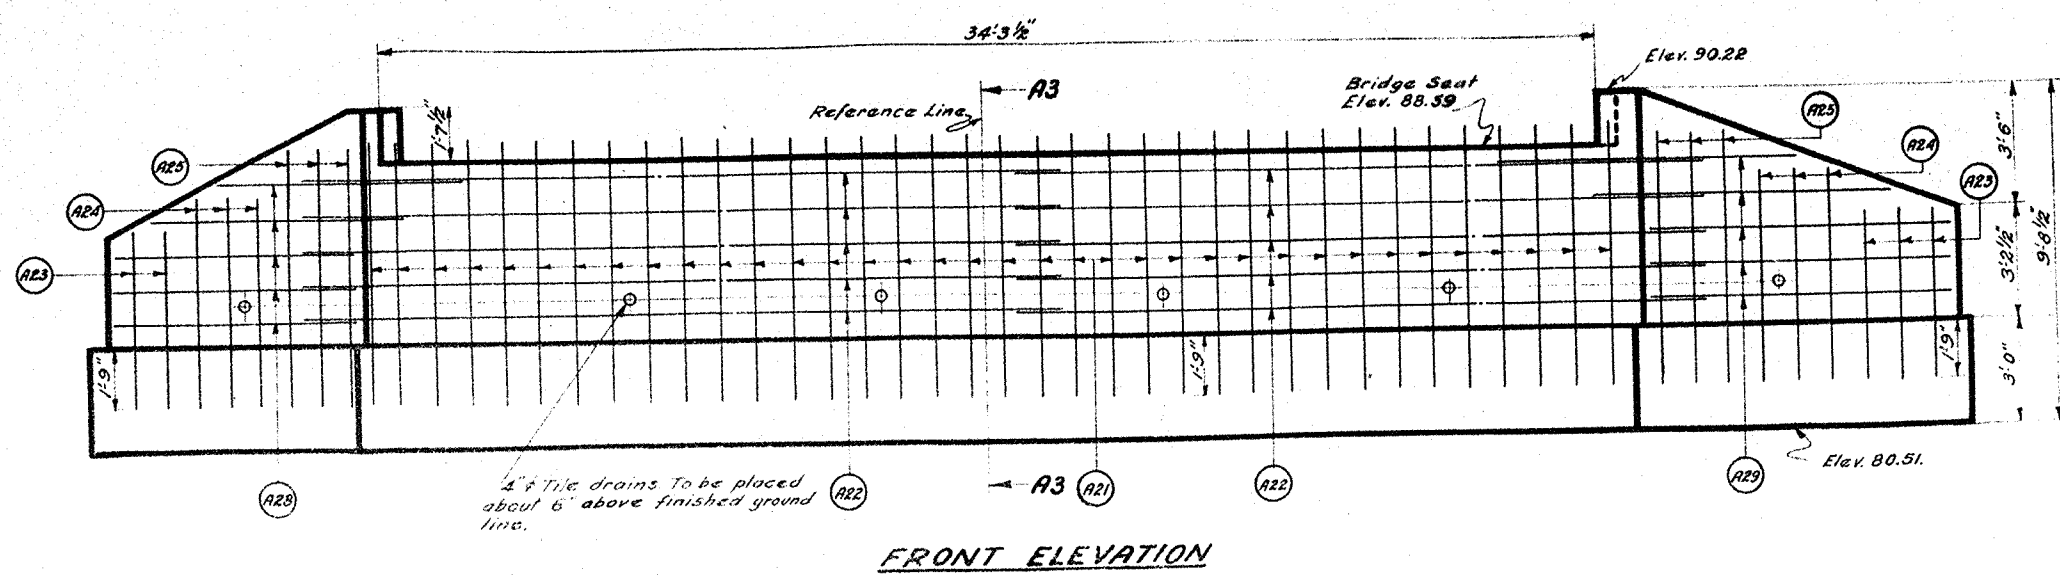 34'-3½"
Elev. 90.22
A3
Bridge Seat
Elev. 88.59
Reference Line
1'-7½"
A25
A24
A23
A25
A24
A23
3'-6"
3'-2½"
9'-8½"
3'-0"
1'-9"
1'-9"
1'-9"
A28
A22
A3
A21
A22
A29
Elev. 80.51.
4"ϕ Tile drains. To be placed
about 6" above finished ground
line.
FRONT ELEVATION